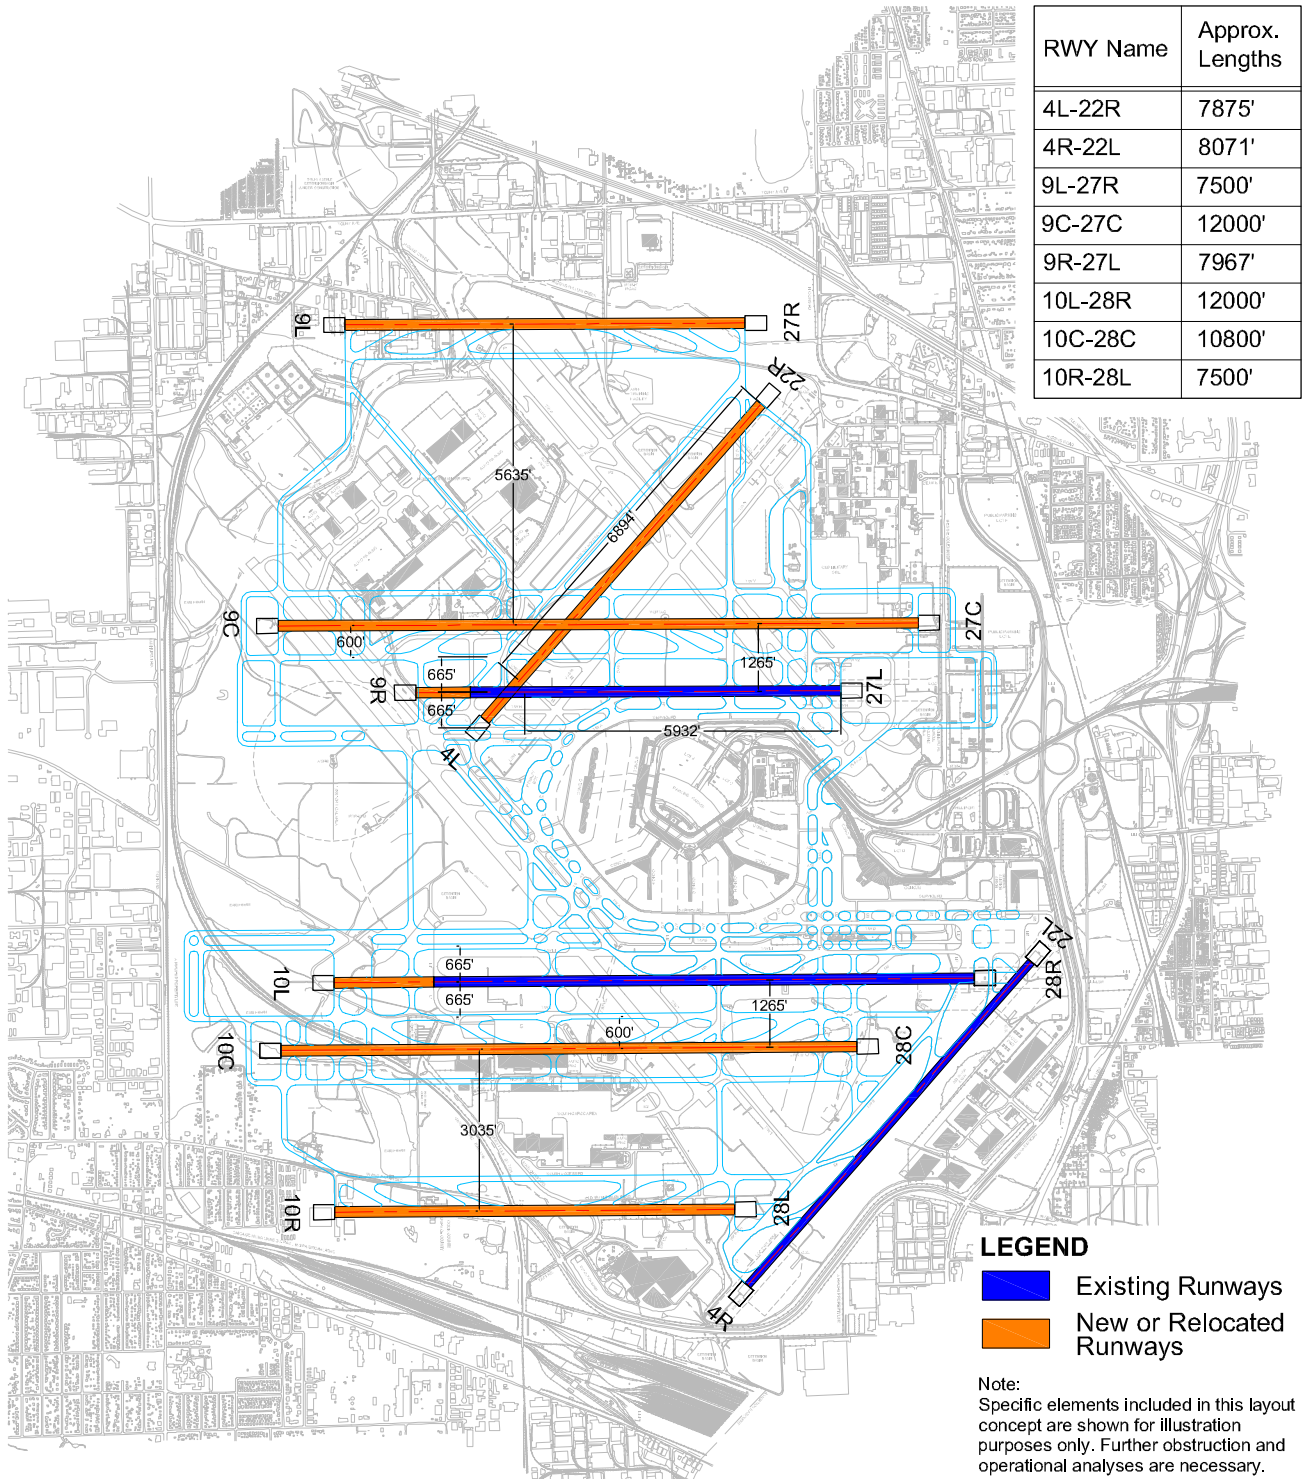 RWY Name
Approx.
Lengths
4L-22R 7875'
4R-22L 8071'
9L-27R 7500'
9C-27C 12000'
9R-27L 7967'
10L-28R 12000'
10C-28C 10800'
10R-28L 7500'
9L
27R
22R
5635'
6894'
9C
27C
600'
1265'
665'
9R
27L
665'
5932'
4L
22L
665'
10L
28R
665'
1265'
600'
10C
28C
3035'
10R
28L
4R
LEGEND
Existing Runways
New or Relocated
Runways
Note:
Specific elements included in this layout
concept are shown for illustration
purposes only. Further obstruction and
operational analyses are necessary.